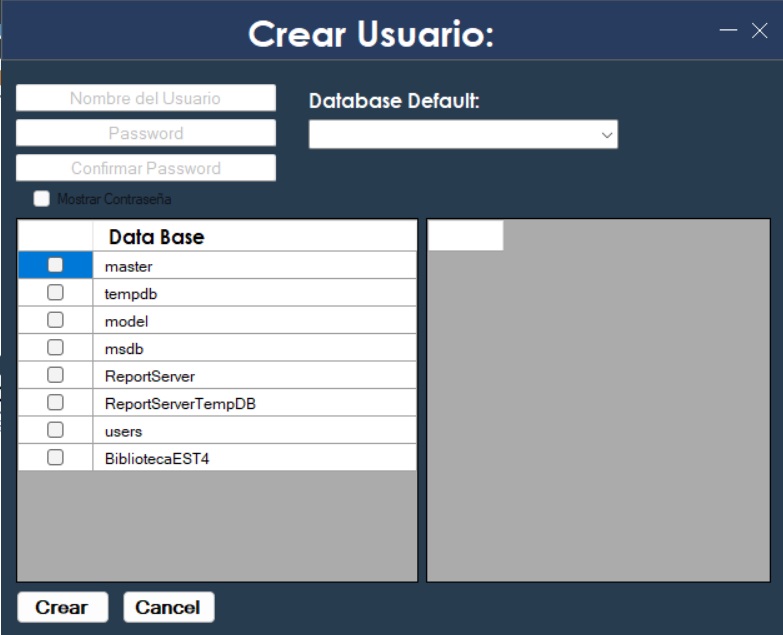 Crear Usuario:
Nombre del Usuario
Database Default:
Password
Confirmar Password
Mostrar Contraseña
Data Base
master
tempdb
model
msdb
ReportServer
ReportServerTempDB
users
BibliotecaEST4
Crear
Cancel